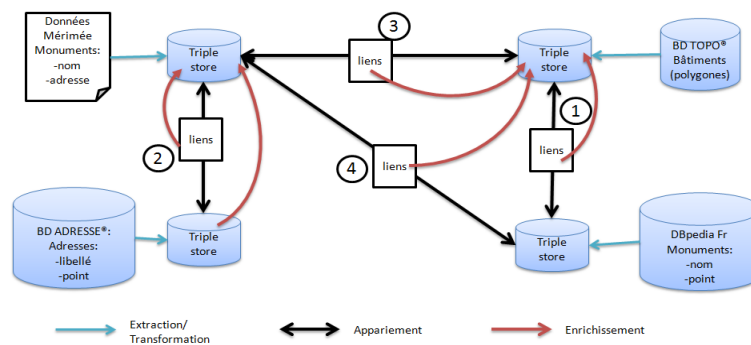 Données
Mérimée
Monuments:
-nom
-adresse
Triple
store
3
liens
Triple
store
BD TOPO®
Bâtiments
(polygones)
1
liens
2
liens
4
liens
BD ADRESSE®:
Adresses:
-libellé
-point
Triple
store
Triple
store
DBpedia Fr
Monuments:
-nom
-point
Extraction/
Transformation
Appariement
Enrichissement